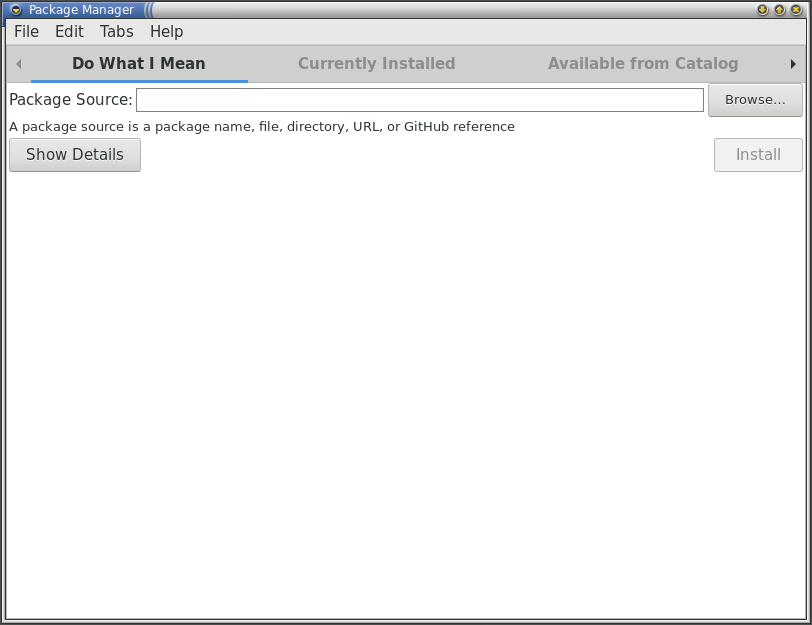 Package Manager
File Edit Tabs Help
Do What I Mean Currently Installed Available from Catalog
Package Source: Browse...
A package source is a package name, file, directory, URL, or GitHub reference
Show Details Install